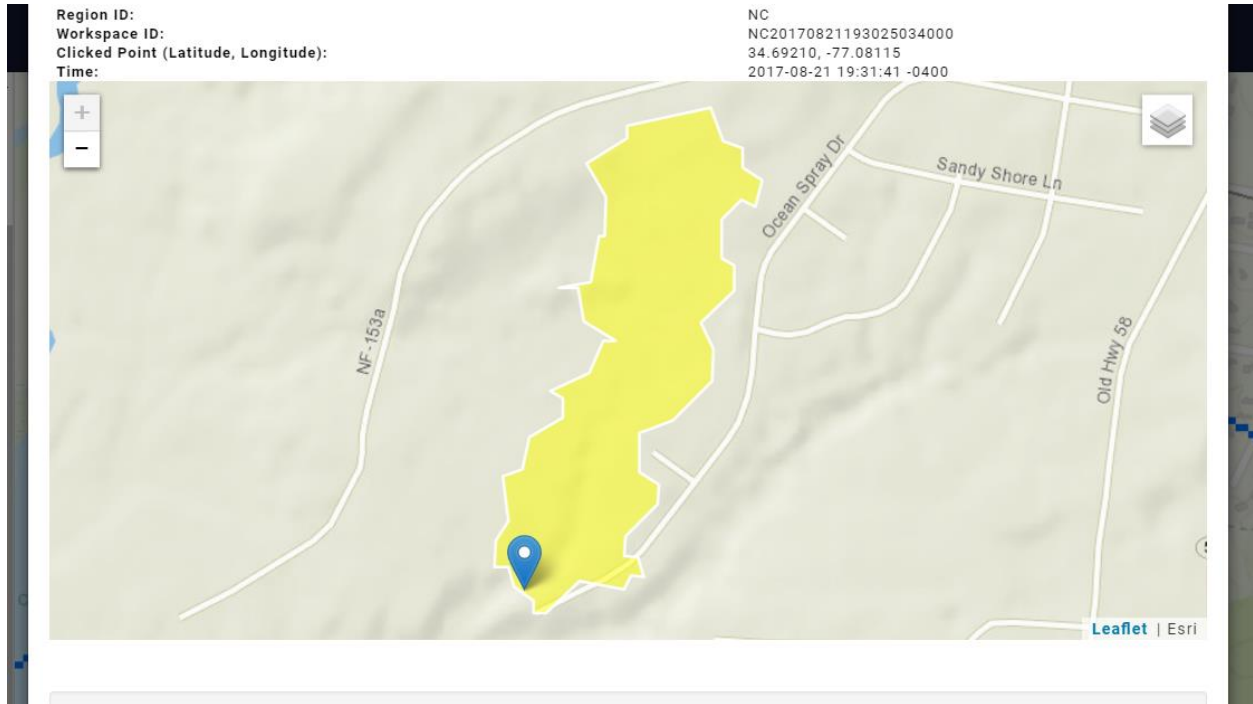 Region ID: NC
Workspace ID: NC20170821193025034000
Clicked Point (Latitude, Longitude): 34.69210, -77.08115
Time: 2017-08-21 19:31:41 -0400
+
−
Ocean Spray Dr
Sandy Shore Ln
NF-153a
Old Hwy 58
Leaflet | Esri